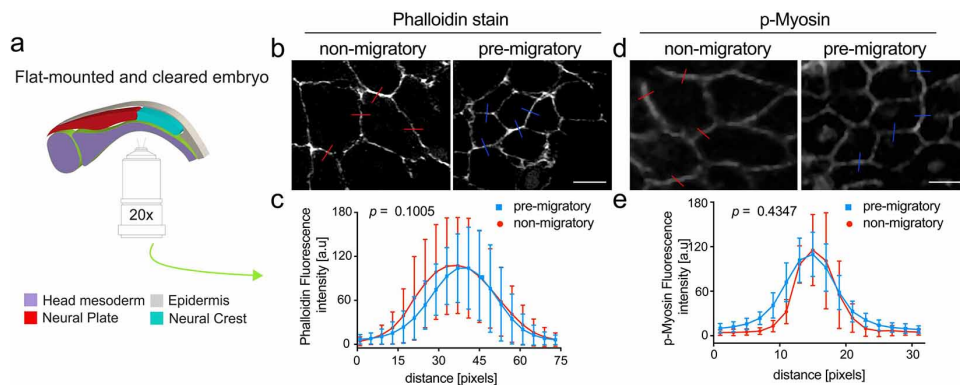 a
Flat-mounted and cleared embryo
20x
Head mesoderm
Epidermis
Neural Plate
Neural Crest
Phalloidin stain
b
non-migratory
pre-migratory
c
p = 0.1005
pre-migratory
non-migratory
Phalloidin Fluorescence
intensity [a.u]
180
120
60
0
0 15 30 45 60 75
distance [pixels]
p-Myosin
d
non-migratory
pre-migratory
e
p = 0.4347
pre-migratory
non-migratory
p-Myosin Fluorescence
intensity [a.u]
180
120
60
0
0 10 20 30
distance [pixels]